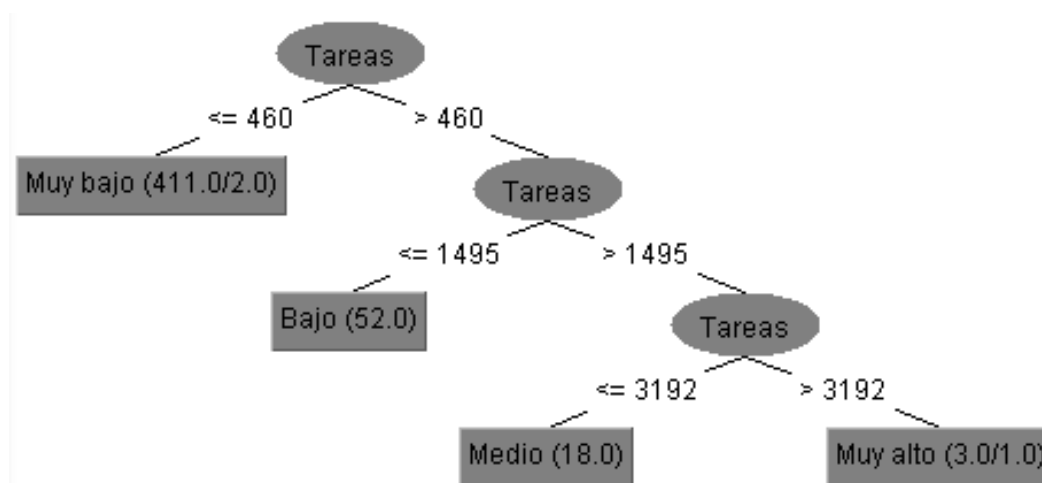 Tareas
<= 460
> 460
Muy bajo (411.0/2.0)
Tareas
<= 1495
> 1495
Bajo (52.0)
Tareas
<= 3192
> 3192
Medio (18.0)
Muy alto (3.0/1.0)